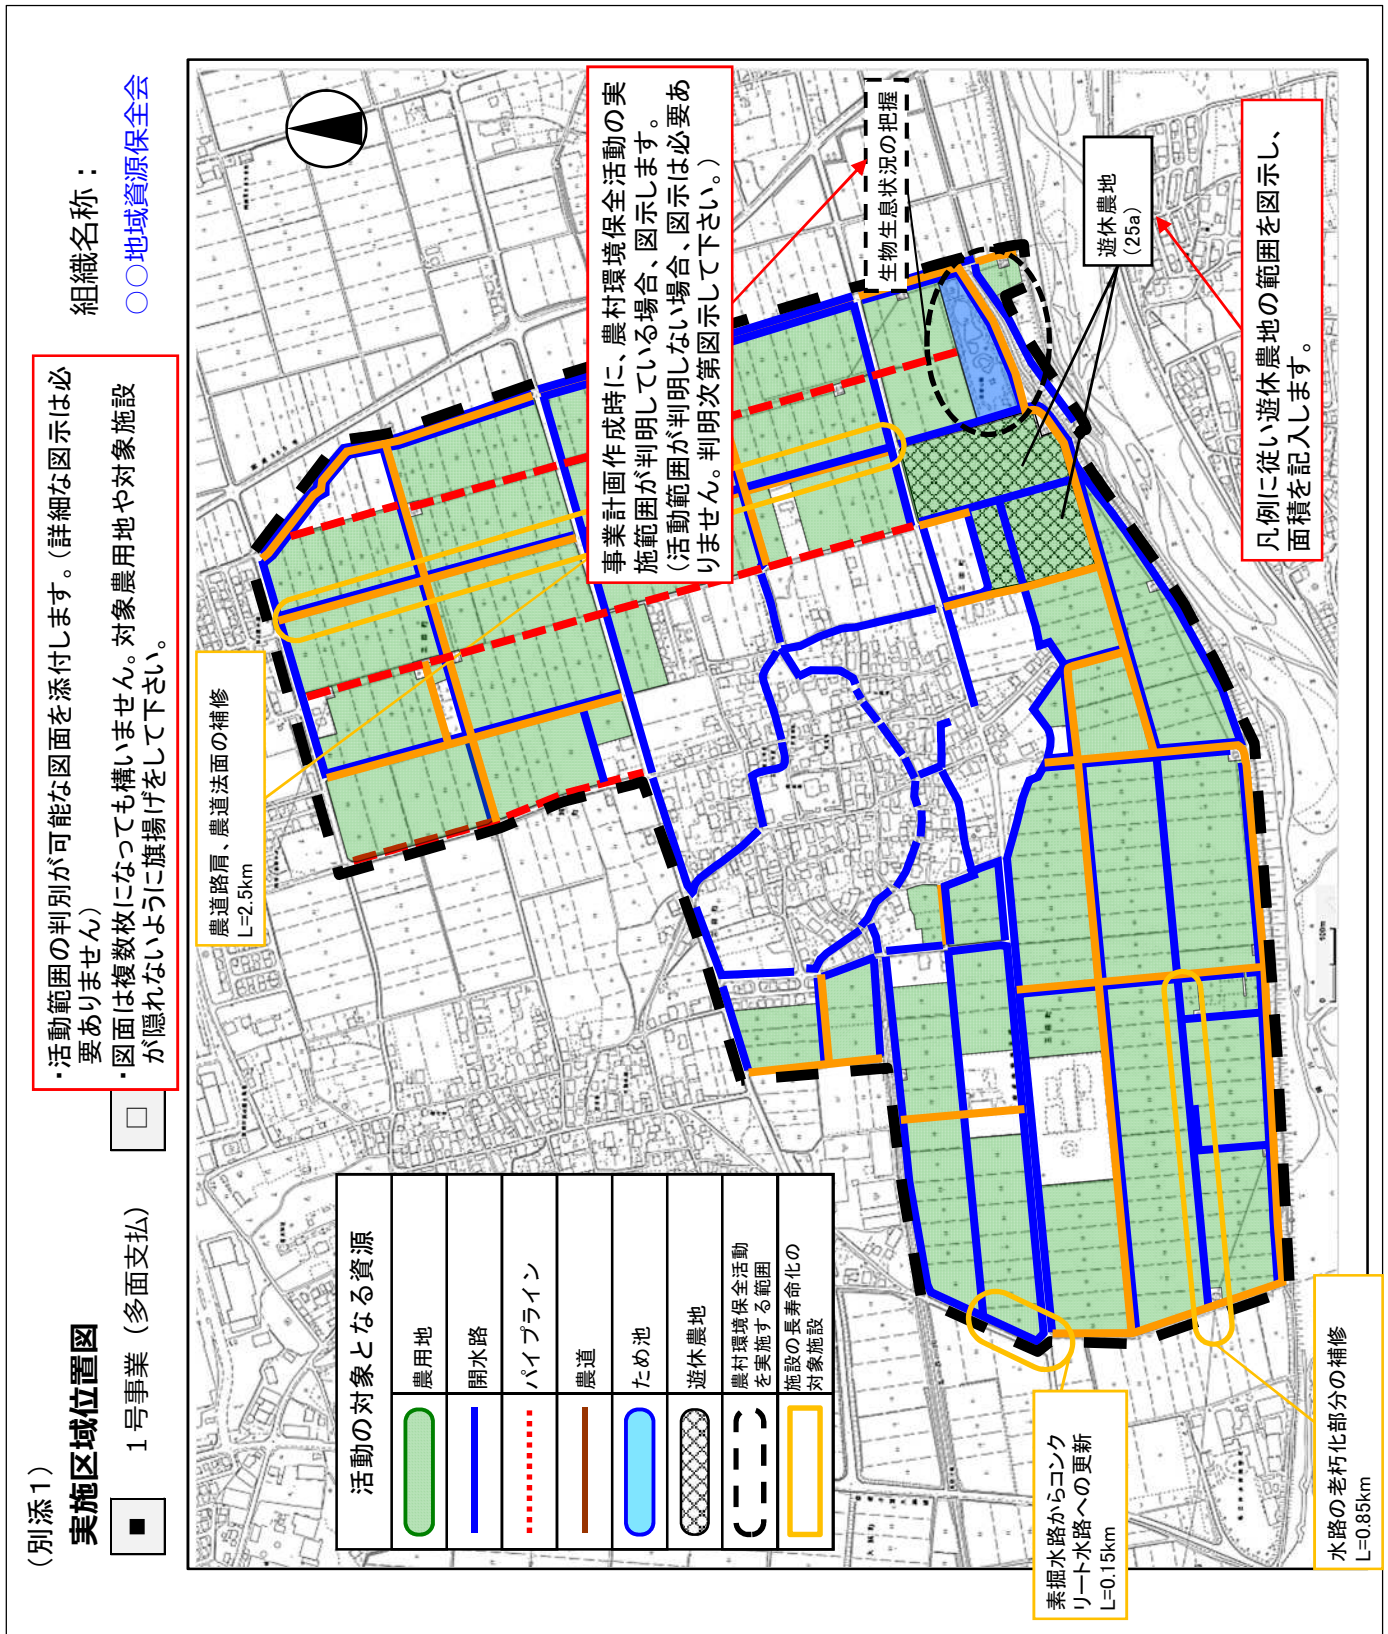 （別添１）
実施区域位置図
組織名称：
○○地域資源保全会
■
１号事業（多面支払）
□
・活動範囲の判別が可能な図面を添付します。（詳細な図示は必
要ありません）
・図面は複数枚になっても構いません。対象農用地や対象施設
が隠れないように旗揚げをして下さい。
農道路肩、農道法面の補修
L=2.5km
事業計画作成時に、農村環境保全活動の実
施範囲が判明している場合、図示します。
（活動範囲が判明しない場合、図示は必要あ
りません。判明次第図示して下さい。）
生物生息状況の把握
遊休農地
(25a)
凡例に従い遊休農地の範囲を図示し、
面積を記入します。
活動の対象となる資源
農用地
開水路
パイプライン
農道
ため池
遊休農地
農村環境保全活動
を実施する範囲
施設の長寿命化の
対象施設
素掘水路からコンク
リート水路への更新
L=0.15km
水路の老朽化部分の補修
L=0.85km
0
100m